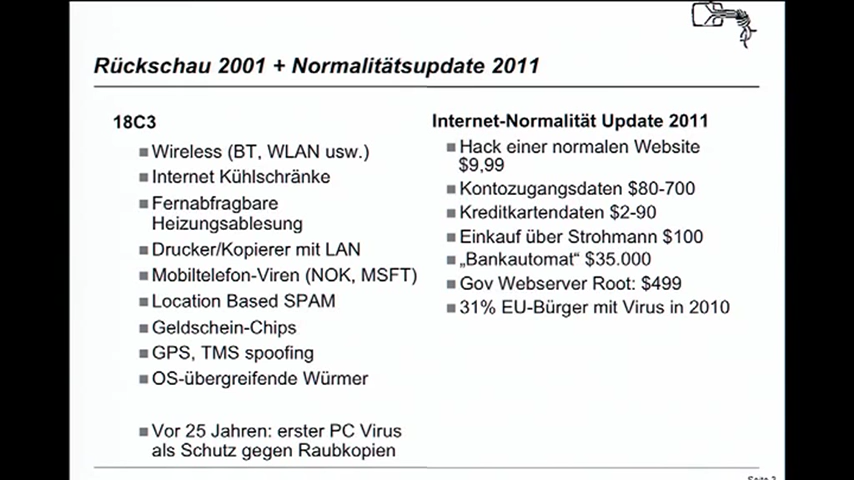 Rückschau 2001 + Normalitätsupdate 2011
18C3
Wireless (BT, WLAN usw.)
Internet Kühlschränke
Fernabfragbare
Heizungsablesung
Drucker/Kopierer mit LAN
Mobiltelefon-Viren (NOK, MSFT)
Location Based SPAM
Geldschein-Chips
GPS, TMS spoofing
OS-übergreifende Würmer
Vor 25 Jahren: erster PC Virus
als Schutz gegen Raubkopien
Internet-Normalität Update 2011
Hack einer normalen Website
$9,99
Kontozugangsdaten $80-700
Kreditkartendaten $2-90
Einkauf über Strohmann $100
„Bankautomat“ $35.000
Gov Webserver Root: $499
31% EU-Bürger mit Virus in 2010